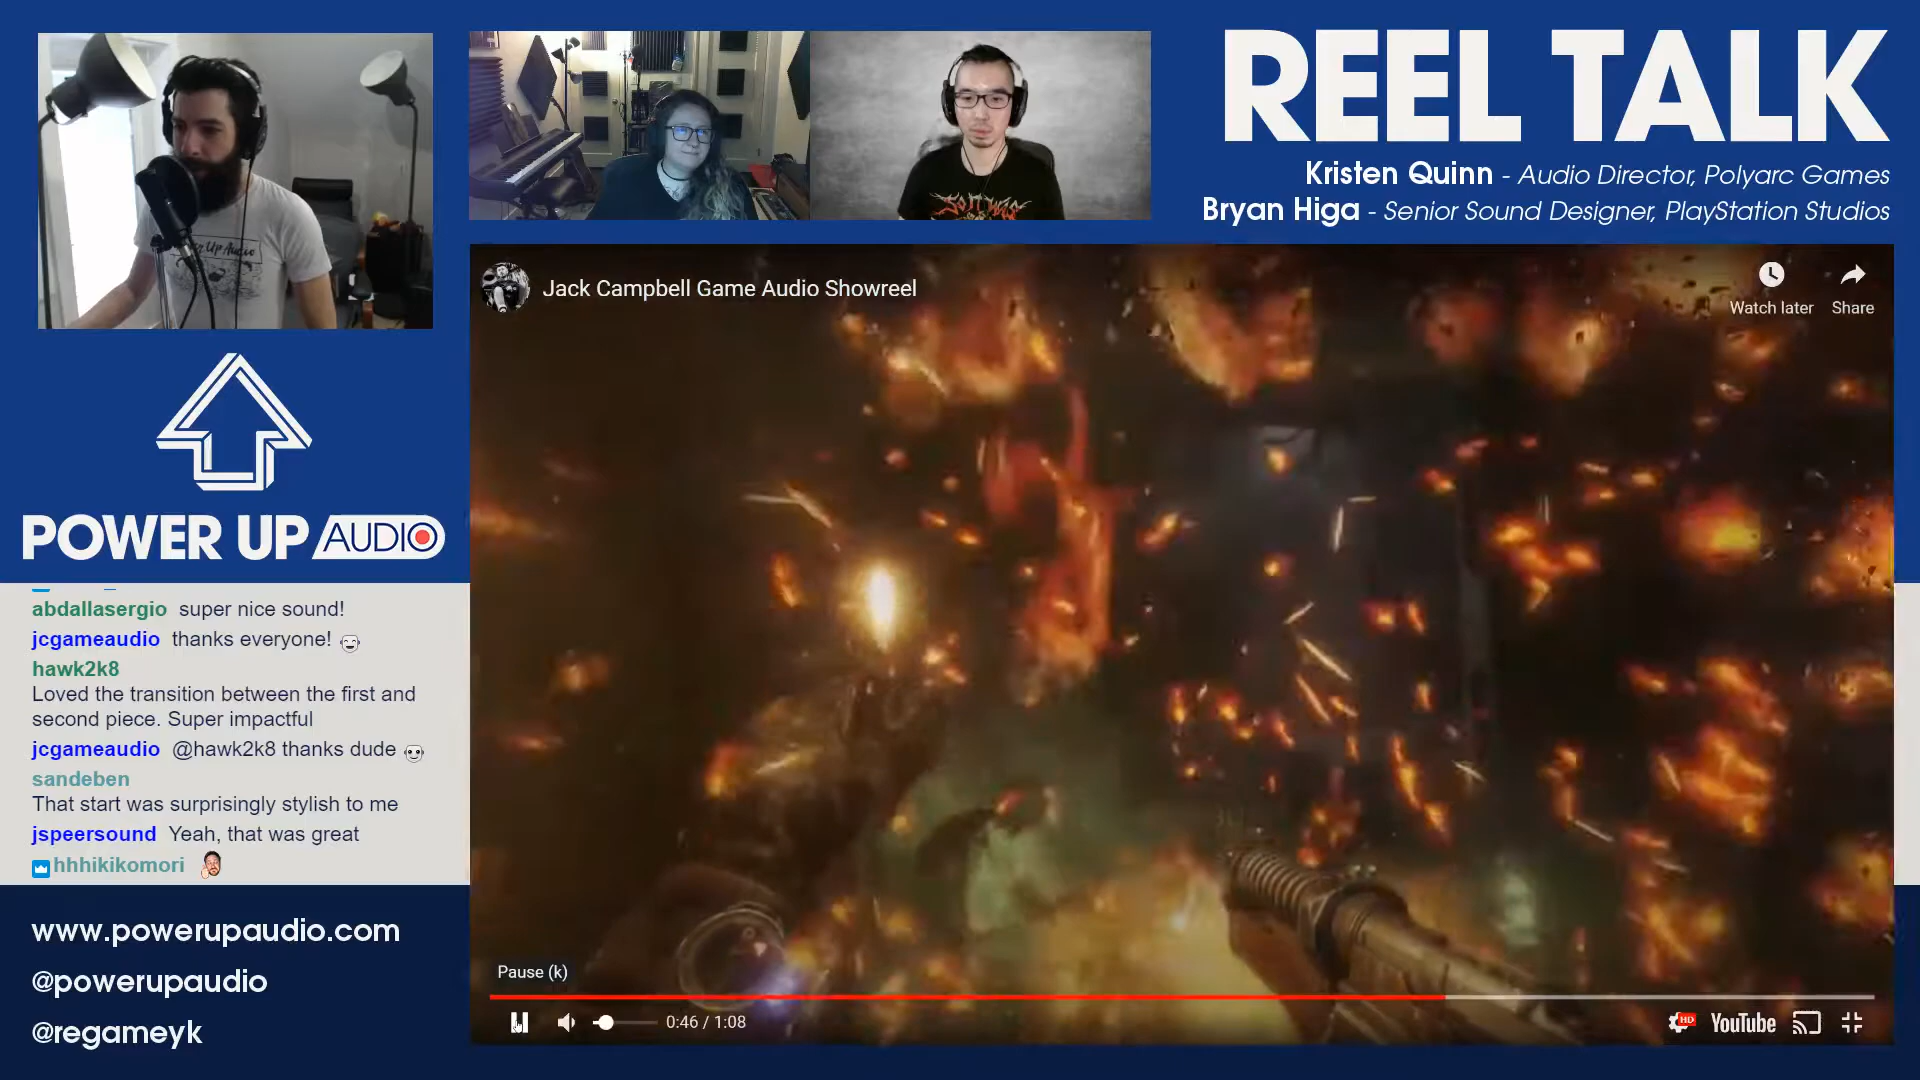 REEL TALK
Kristen Quinn - Audio Director, Polyarc Games
Bryan Higa - Senior Sound Designer, PlayStation Studios
Jack Campbell Game Audio Showreel
Watch later
Share
POWER UP AUDIO
abdallasergio super nice sound!
jcgameaudio thanks everyone!
hawk2k8
Loved the transition between the first and
second piece. Super impactful
jcgameaudio @hawk2k8 thanks dude
sandeben
That start was surprisingly stylish to me
jspeersound Yeah, that was great
hhhikikomori
www.powerupaudio.com
@powerupaudio
@regameyk
Pause (k)
0:46 / 1:08
HD
YouTube